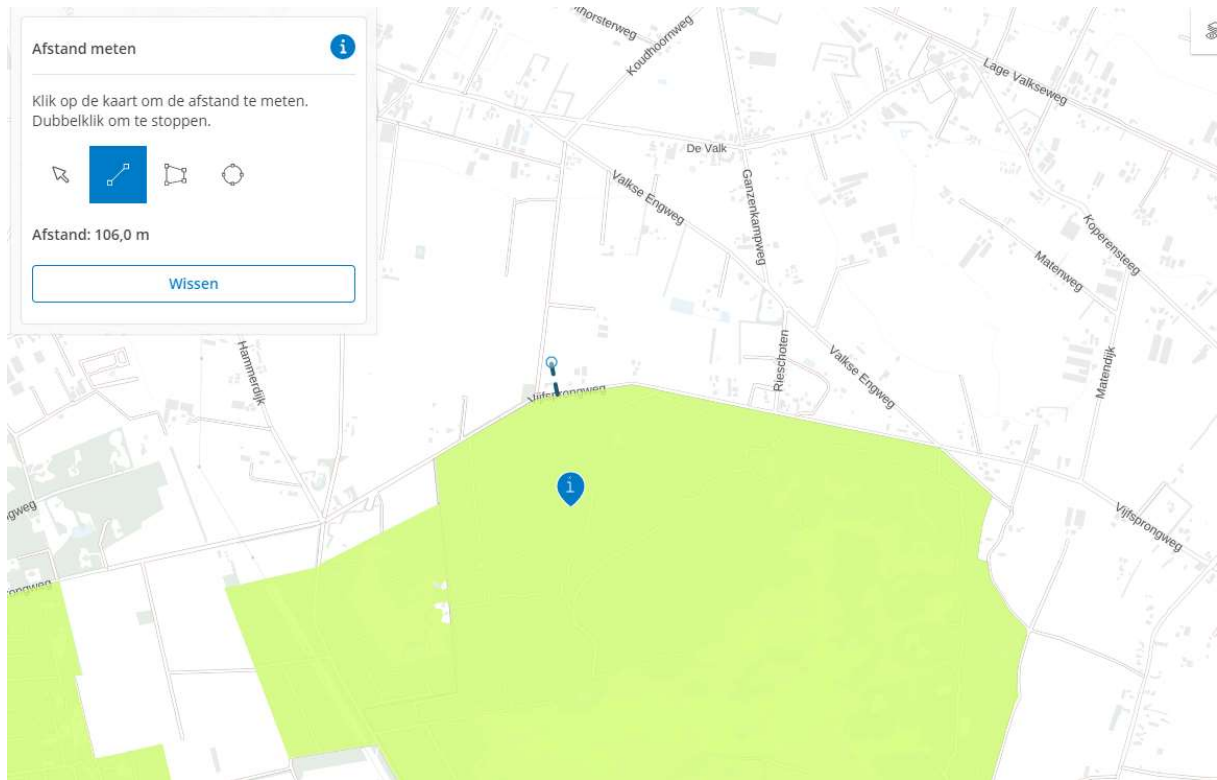 Afstand meten
Klik op de kaart om de afstand te meten.
Dubbelklik om te stoppen.
Afstand: 106,0 m
Wissen
Koudhoornweg
Lage Valkseweg
De Valk
Valkse Engweg
Ganzenkampweg
Koperensteeg
Matenweg
Hammerdijk
Rieschoten
Valkse Engweg
Matendijk
Vijfsprongweg
Vijfsprongweg
i